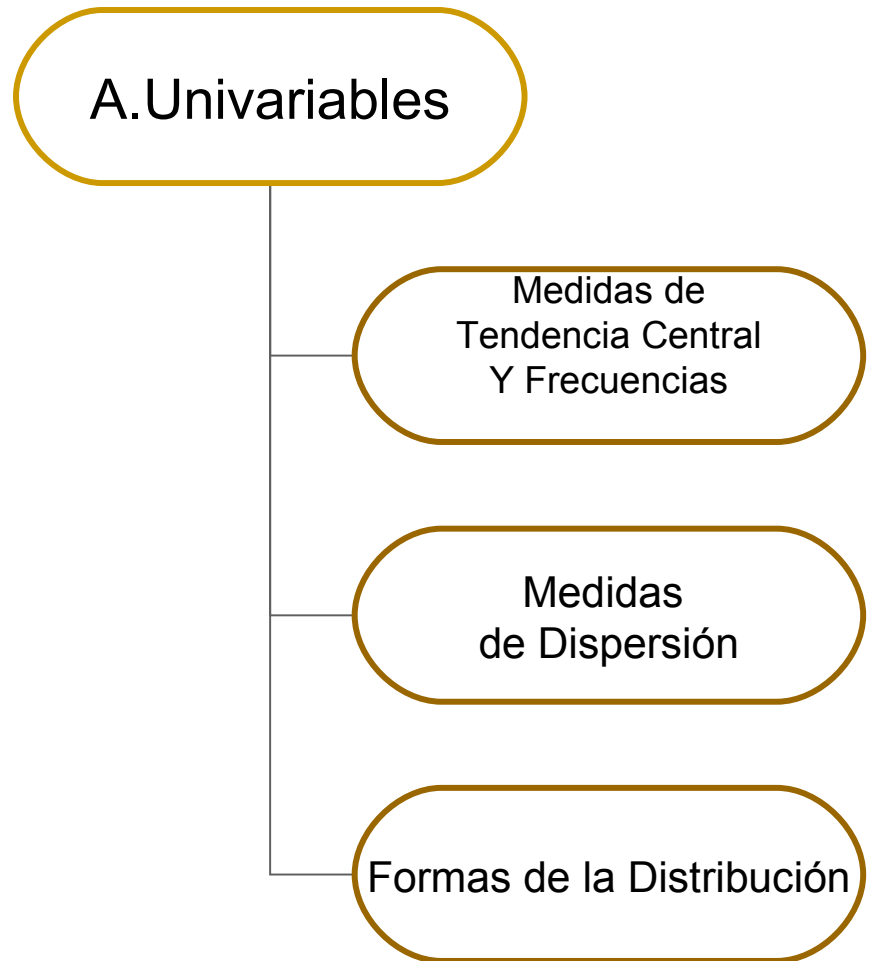 A.Univariables
Medidas de
Tendencia Central
Y Frecuencias
Medidas
de Dispersión
Formas de la Distribución